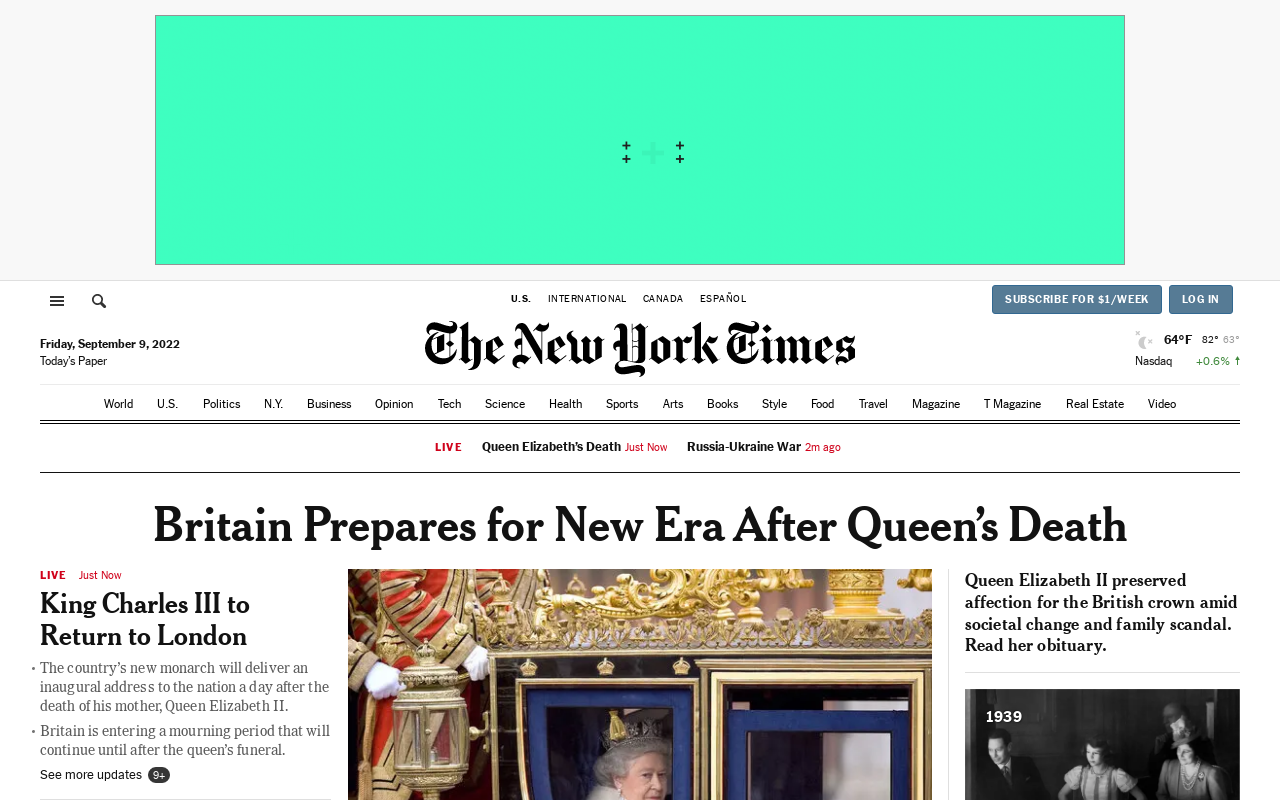 U.S. INTERNATIONAL CANADA ESPAÑOL
SUBSCRIBE FOR $1/WEEK LOG IN
The New York Times
Friday, September 9, 2022
Today's Paper
64°F 82° 63°
Nasdaq +0.6% ↑
World U.S. Politics N.Y. Business Opinion Tech Science Health Sports Arts Books Style Food Travel Magazine T Magazine Real Estate Video
LIVE Queen Elizabeth's Death Just Now Russia-Ukraine War 2m ago
Britain Prepares for New Era After Queen's Death
LIVE Just Now
King Charles III to
Return to London
• The country's new monarch will deliver an
inaugural address to the nation a day after the
death of his mother, Queen Elizabeth II.
• Britain is entering a mourning period that will
continue until after the queen's funeral.
See more updates 9+
Queen Elizabeth II preserved
affection for the British crown amid
societal change and family scandal.
Read her obituary.
1939